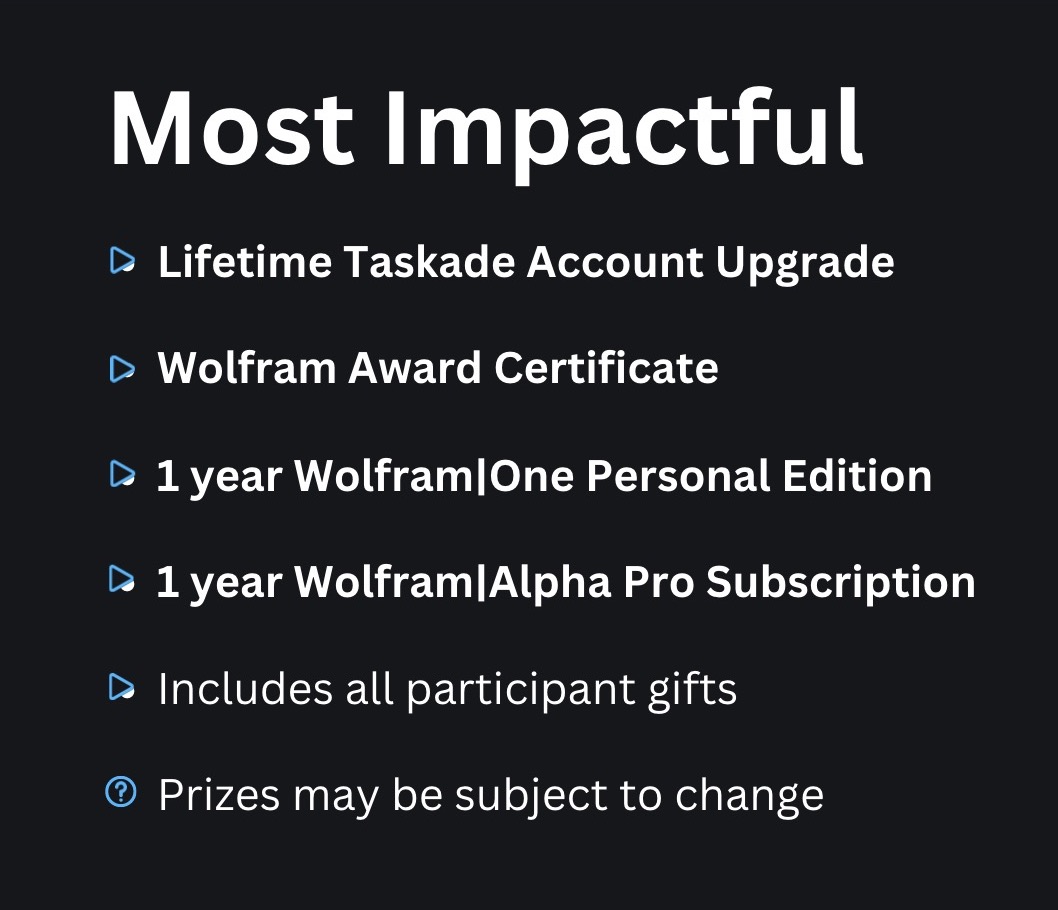 Most Impactful
Lifetime Taskade Account Upgrade
Wolfram Award Certificate
1 year Wolfram|One Personal Edition
1 year Wolfram|Alpha Pro Subscription
Includes all participant gifts
Prizes may be subject to change